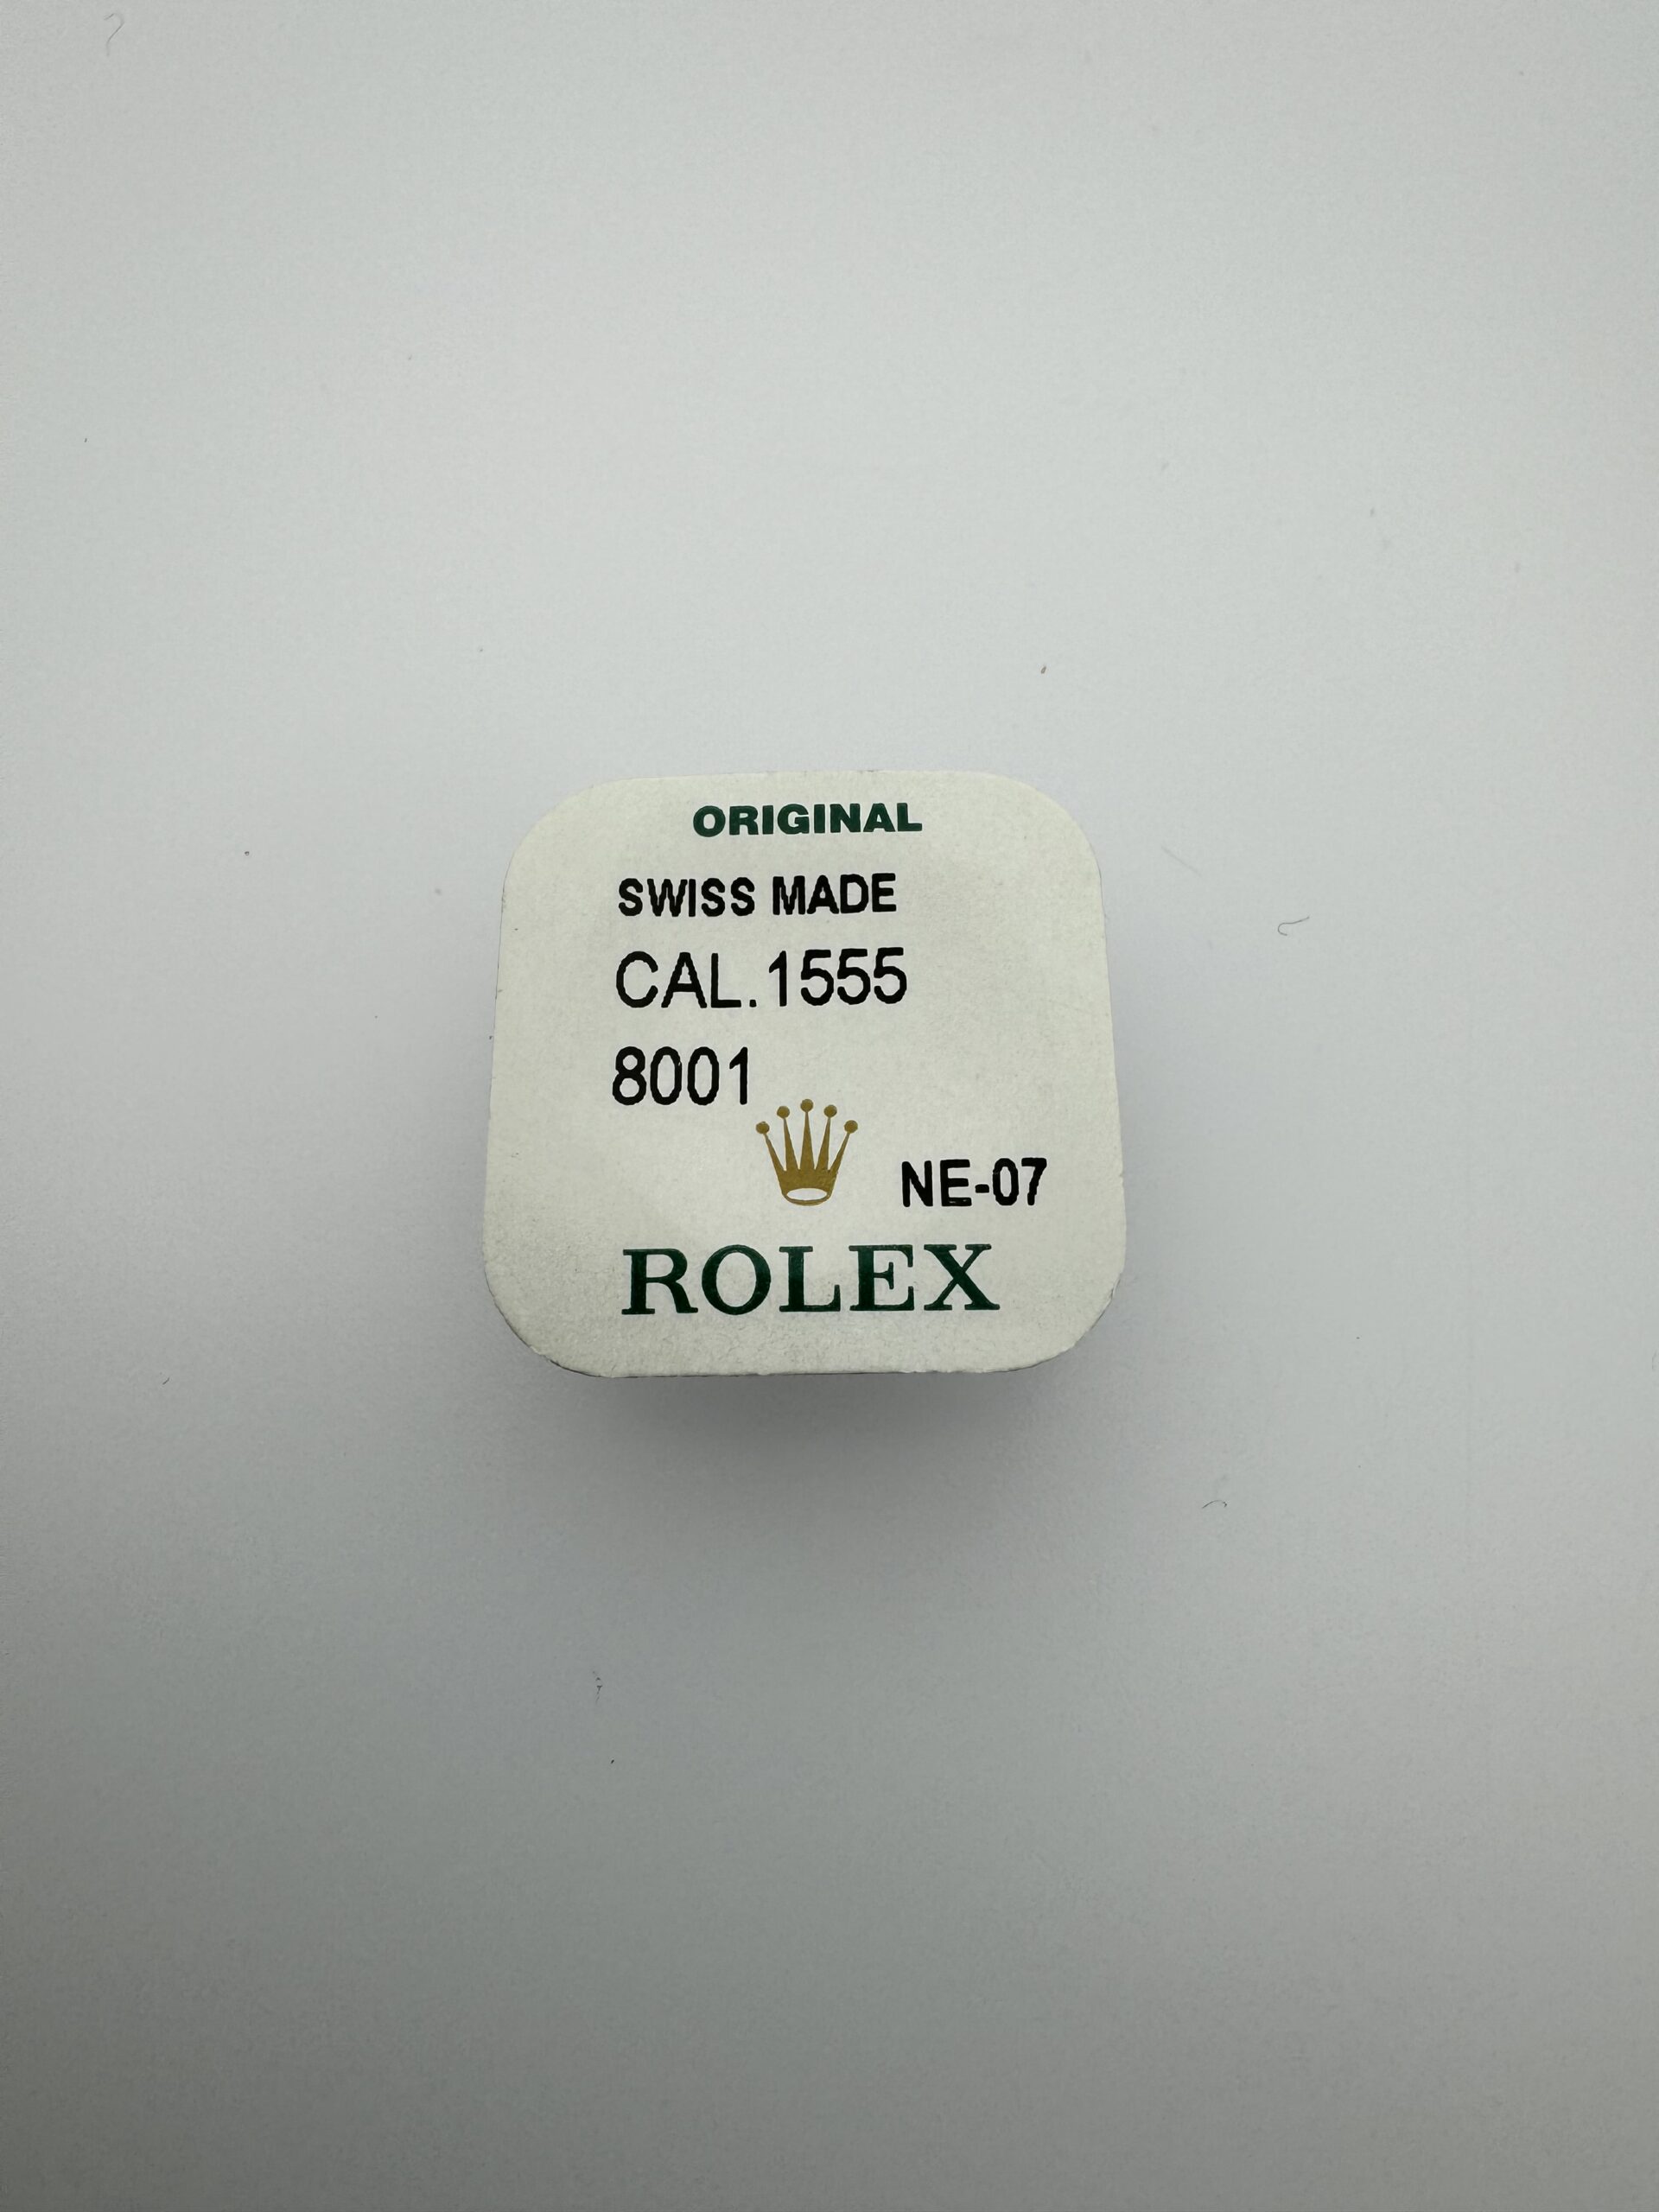 ORIGINAL
SWISS MADE
CAL.1555
8001
NE-07
ROLEX